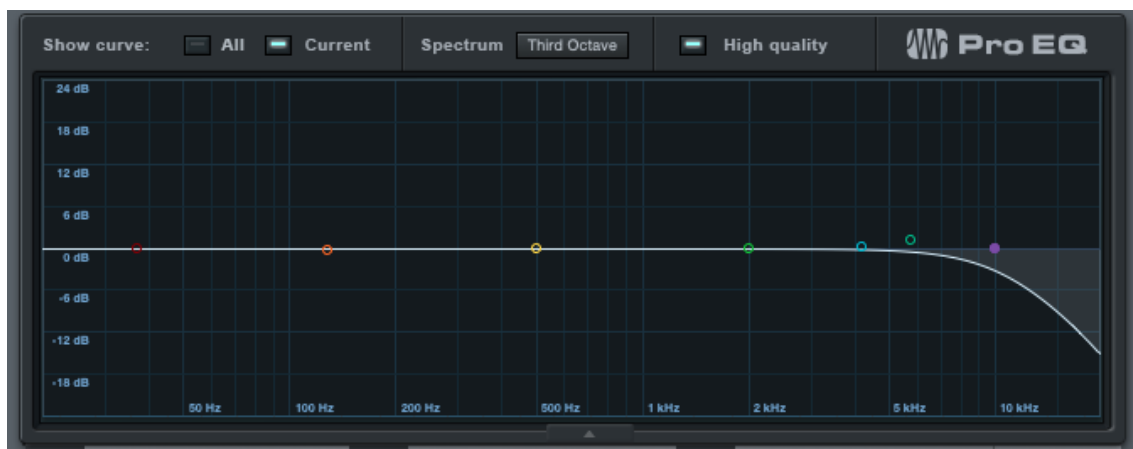 Show curve: All Current Spectrum Third Octave High quality Pro EQ
24 dB
18 dB
12 dB
6 dB
0 dB
-6 dB
-12 dB
-18 dB
50 Hz 100 Hz 200 Hz 500 Hz 1 kHz 2 kHz 5 kHz 10 kHz